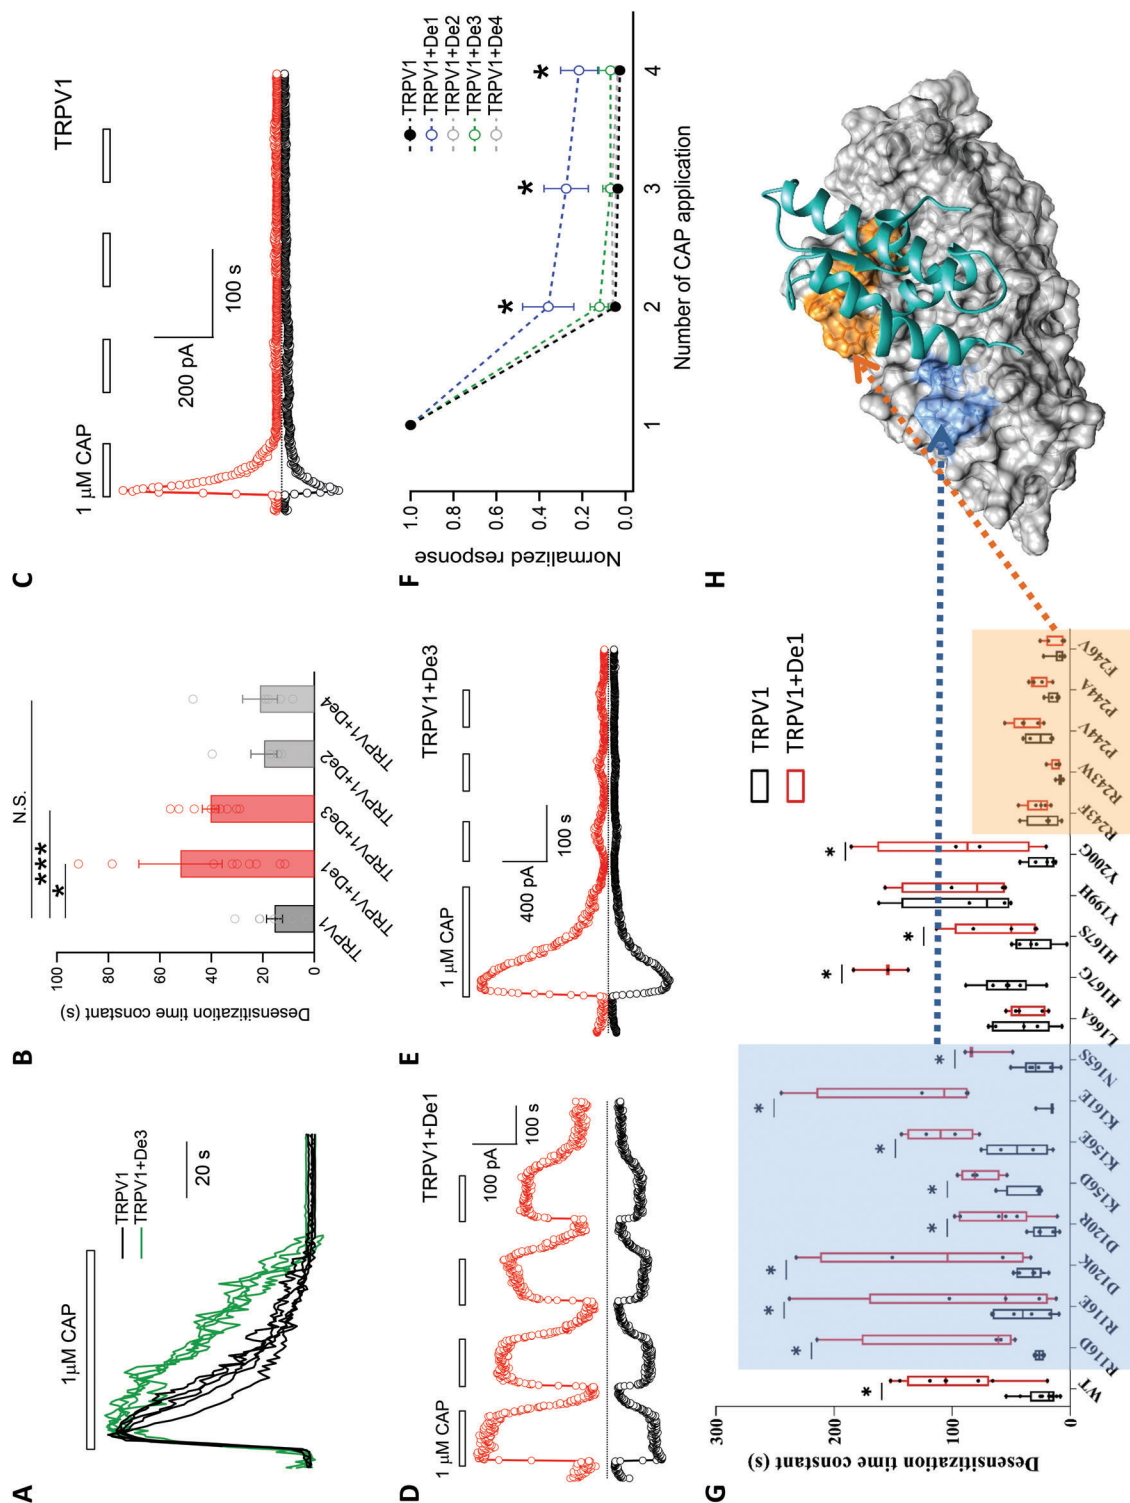 A
1μM CAP
TRPV1
TRPV1+De3
20 s
B
Desensitization time constant (s)
100
80
60
40
20
0
N.S.
***
*
TRPV1
TRPV1+De1
TRPV1+De3
TRPV1+De2
TRPV1+De4
C
1 μM CAP
TRPV1
200 pA
100 s
D
1 μM CAP
TRPV1+De1
100 pA
100 s
E
1 μM CAP
TRPV1+De3
400 pA
100 s
F
Normalized response
1.0
0.8
0.6
0.4
0.2
0.0
1
2
3
4
Number of CAP application
*
*
*
TRPV1
TRPV1+De1
TRPV1+De2
TRPV1+De3
TRPV1+De4
G
Desensitization time constant (s)
300
200
100
0
TRPV1
TRPV1+De1
*
*
*
*
*
*
*
*
*
*
*
*
WT
R116D
R116E
D120K
D120R
K156D
K156E
K161E
N165S
L166A
H167G
H167S
Y199H
Y200G
R243F
R243W
P244V
P244A
F246V
H